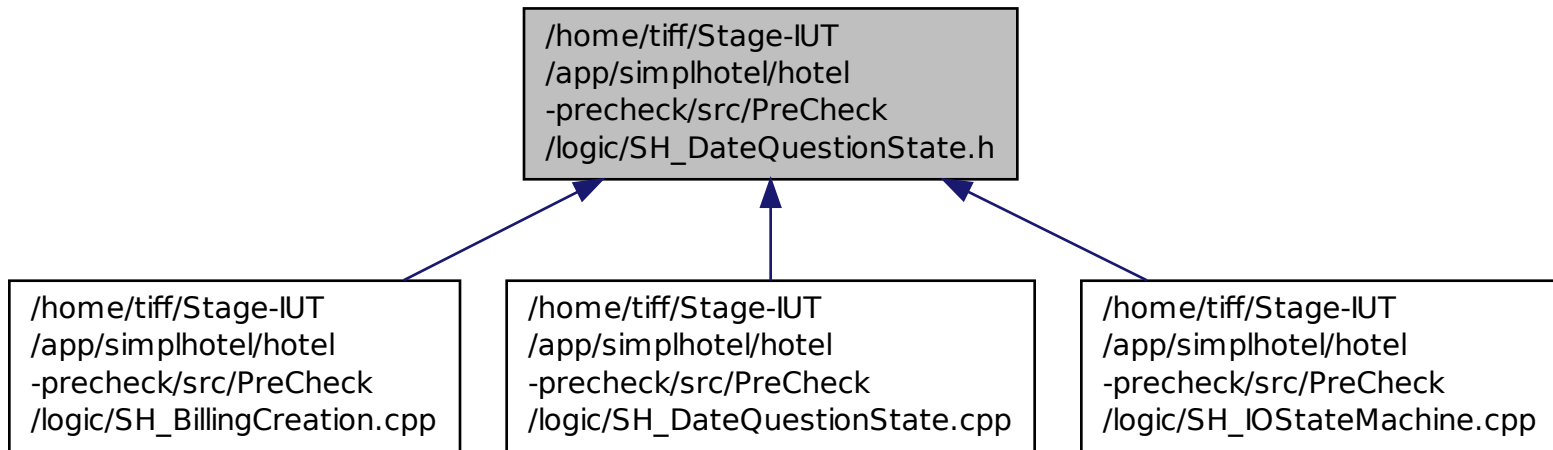 /home/tiff/Stage-IUT
/app/simplhotel/hotel
-precheck/src/PreCheck
/logic/SH_DateQuestionState.h
/home/tiff/Stage-IUT
/app/simplhotel/hotel
-precheck/src/PreCheck
/logic/SH_BillingCreation.cpp
/home/tiff/Stage-IUT
/app/simplhotel/hotel
-precheck/src/PreCheck
/logic/SH_DateQuestionState.cpp
/home/tiff/Stage-IUT
/app/simplhotel/hotel
-precheck/src/PreCheck
/logic/SH_IOStateMachine.cpp